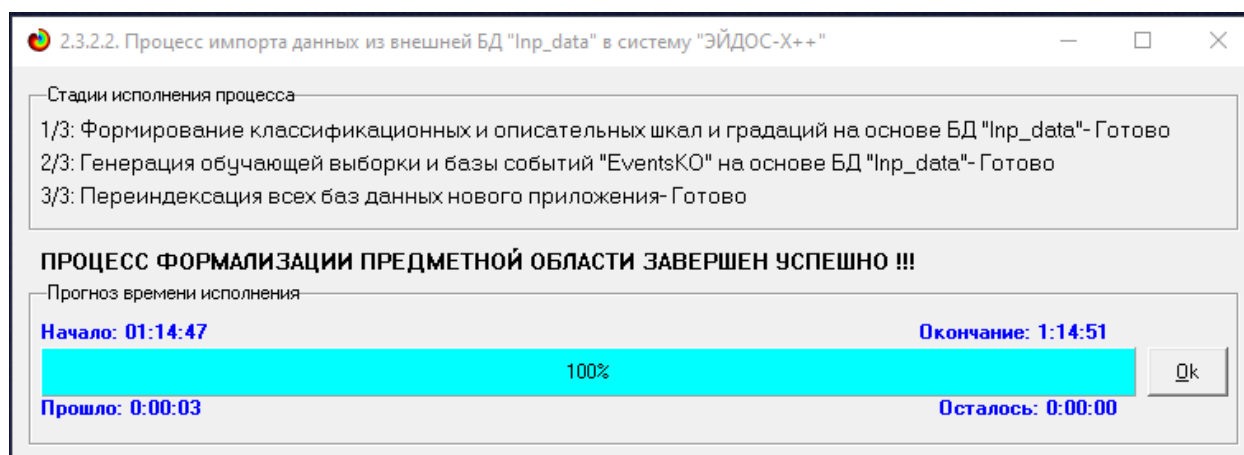 2.3.2.2. Процесс импорта данных из внешней БД "Inp_data" в систему "ЭЙДОС-X++"
Стадии исполнения процесса
1/3: Формирование классификационных и описательных шкал и градаций на основе БД "Inp_data"- Готово
2/3: Генерация обучающей выборки и базы событий "EventsKO" на основе БД "Inp_data"- Готово
3/3: Переиндексация всех баз данных нового приложения- Готово
ПРОЦЕСС ФОРМАЛИЗАЦИИ ПРЕДМЕТНОЙ ОБЛАСТИ ЗАВЕРШЕН УСПЕШНО !!!
Прогноз времени исполнения
Начало: 01:14:47 Окончание: 1:14:51
100% Ok
Прошло: 0:00:03 Осталось: 0:00:00